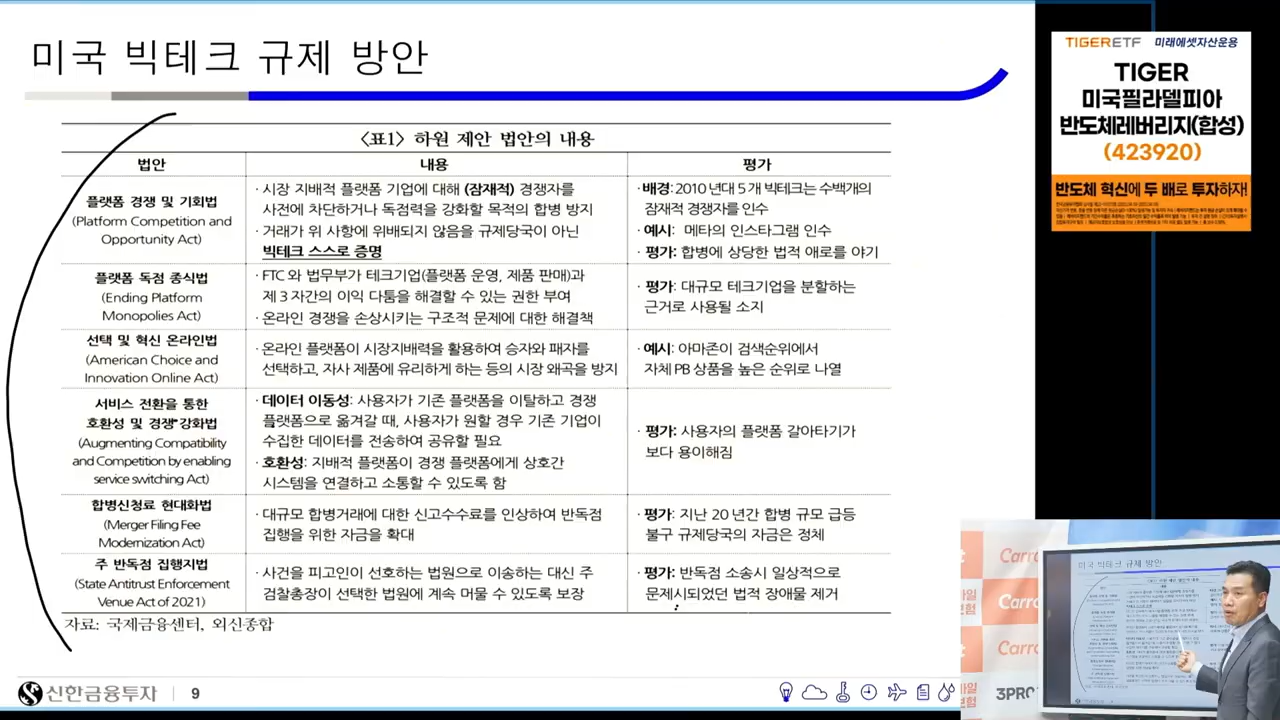 미국 빅테크 규제 방안
<표1> 하원 제안 법안의 내용
법안
내용
평가
플랫폼 경쟁 및 기회법
(Platform Competition and
Opportunity Act)
· 시장 지배적 플랫폼 기업에 대해 (잠재적) 경쟁자를
사전에 차단하거나 독점력을 강화할 목적의 합병 방지
· 거래가 위 사항에 위배되지 않음을 규제당국이 아닌
빅테크 스스로 증명
· 배경: 2010년대 5개 빅테크는 수백개의
잠재적 경쟁자를 인수
· 예시: 메타의 인스타그램 인수
· 평가: 합병에 상당한 법적 애로를 야기
플랫폼 독점 종식법
(Ending Platform
Monopolies Act)
· FTC와 법무부가 테크기업(플랫폼 운영, 제품 판매)과
제 3자간의 이익 다툼을 해결할 수 있는 권한 부여
· 온라인 경쟁을 손상시키는 구조적 문제에 대한 해결책
· 평가: 대규모 테크기업을 분할하는
근거로 사용될 소지
선택 및 혁신 온라인법
(American Choice and
Innovation Online Act)
· 온라인 플랫폼이 시장지배력을 활용하여 승자와 패자를
선택하고, 자사 제품에 유리하게 하는 등의 시장 왜곡을 방지
· 예시: 아마존이 검색순위에서
자체 PB 상품을 높은 순위로 나열
서비스 전환을 통한
호환성 및 경쟁 강화법
(Augmenting Compatibility
and Competition by enabling
service switching Act)
· 데이터 이동성: 사용자가 기존 플랫폼을 이탈하고 경쟁
플랫폼으로 옮겨갈 때, 사용자가 원할 경우 기존 기업이
수집한 데이터를 전송하여 공유할 필요
· 호환성: 지배적 플랫폼이 경쟁 플랫폼에게 상호간
시스템을 연결하고 소통할 수 있도록 함
· 평가: 사용자의 플랫폼 갈아타기가
보다 용이해짐
합병신청료 현대화법
(Merger Filing Fee
Modernization Act)
· 대규모 합병거래에 대한 신고수수료를 인상하여 반독점
집행을 위한 자금을 확대
· 평가: 지난 20년간 합병 규모 급등
불구 규제당국의 자금은 정체
주 반독점 집행지법
(State Antitrust Enforcement
Venue Act of 2021)
· 사건을 피고인이 선호하는 법원으로 이송하는 대신 주
검찰총장이 선택한 법원에 계속 머물 수 있도록 보장
· 평가: 반독점 소송시 일상적으로
문제시되었던 법적 장애물 제거
자료: 국제금융센터, 외신종합
신한금융투자
9
TIGER ETF 미래에셋자산운용
TIGER
미국필라델피아
반도체레버리지(합성)
(423920)
반도체 혁신에 두 배로 투자하자!
Carro
Carro
Carro
3PRO
미국 빅테크 규제 방안